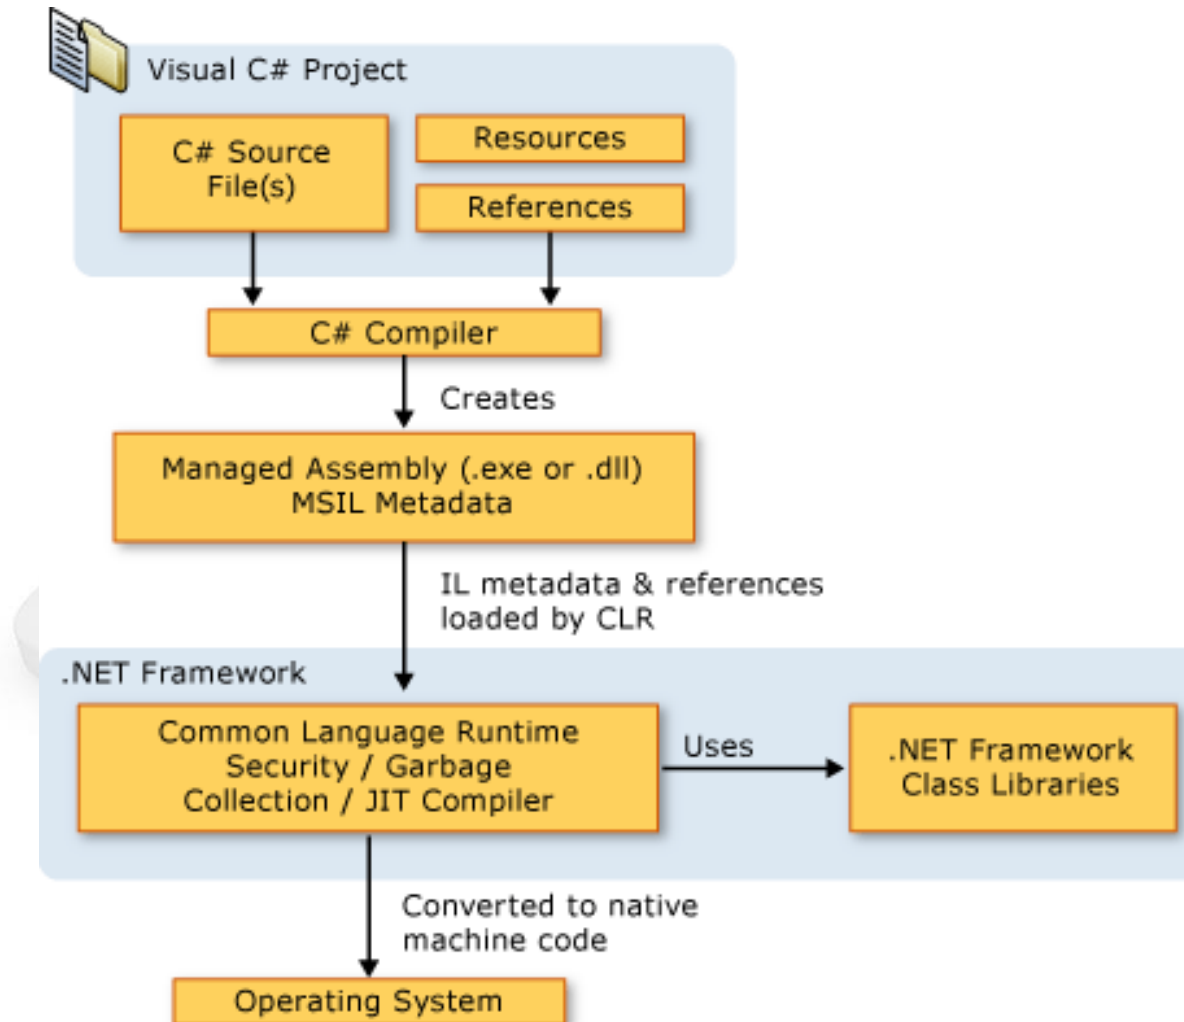 Visual C# Project
C# Source
File(s)
Resources
References
C# Compiler
Creates
Managed Assembly (.exe or .dll)
MSIL Metadata
IL metadata & references
loaded by CLR
.NET Framework
Common Language Runtime
Security / Garbage
Collection / JIT Compiler
Uses
.NET Framework
Class Libraries
Converted to native
machine code
Operating System